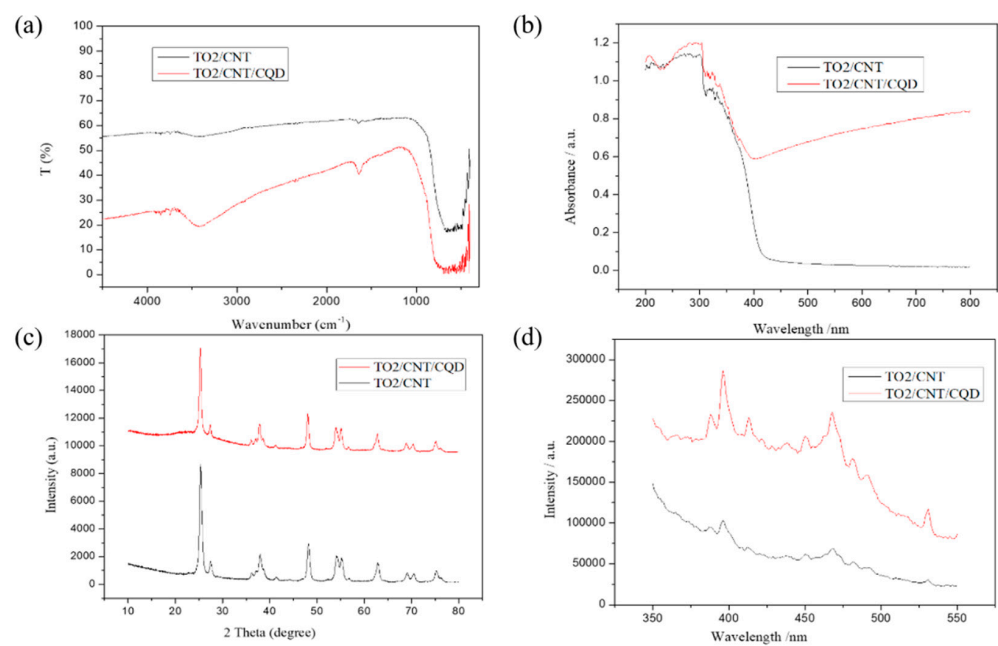 (a)
100
90
80
70
60
50
40
30
20
10
0
T (%)
TO2/CNT
TO2/CNT/CQD
4000 3000 2000 1000
Wavenumber (cm-1)
(b)
1.2
1.0
0.8
0.6
0.4
0.2
0.0
Absorbance / a.u.
TO2/CNT
TO2/CNT/CQD
200 300 400 500 600 700 800
Wavelength /nm
(c)
18000
16000
14000
12000
10000
8000
6000
4000
2000
0
Intensity (a.u.)
TO2/CNT/CQD
TO2/CNT
10 20 30 40 50 60 70 80
2 Theta (degree)
(d)
300000
250000
200000
150000
100000
50000
0
Intensity / a.u.
TO2/CNT
TO2/CNT/CQD
350 400 450 500 550
Wavelength /nm